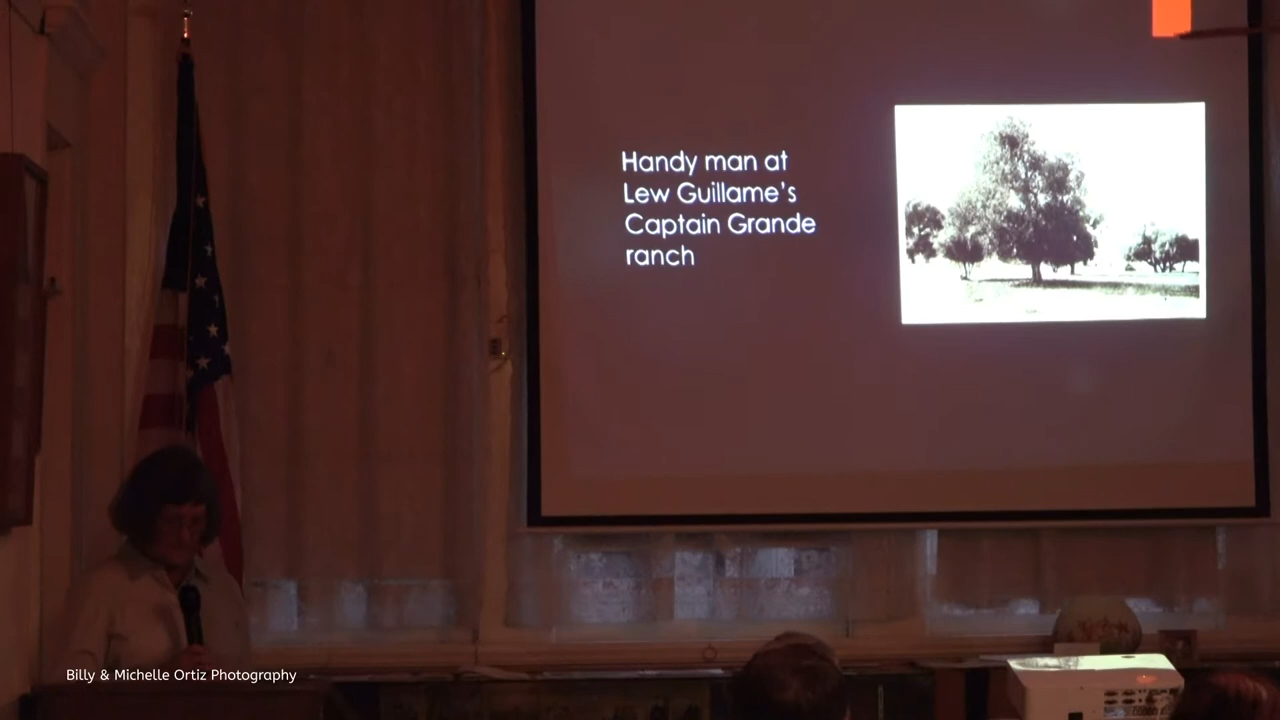 Handy man at
Lew Guillame's
Captain Grande
ranch
Billy & Michelle Ortiz Photography